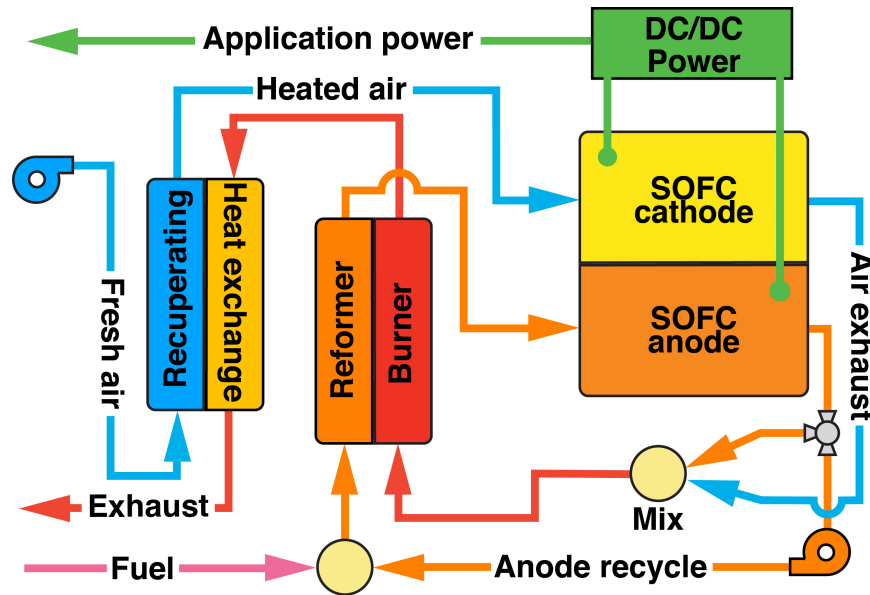 Application power
DC/DC
Power
Heated air
Recuperating
Heat exchange
SOFC
cathode
Fresh air
Reformer
Burner
SOFC
anode
Air exhaust
Exhaust
Mix
Fuel
Anode recycle